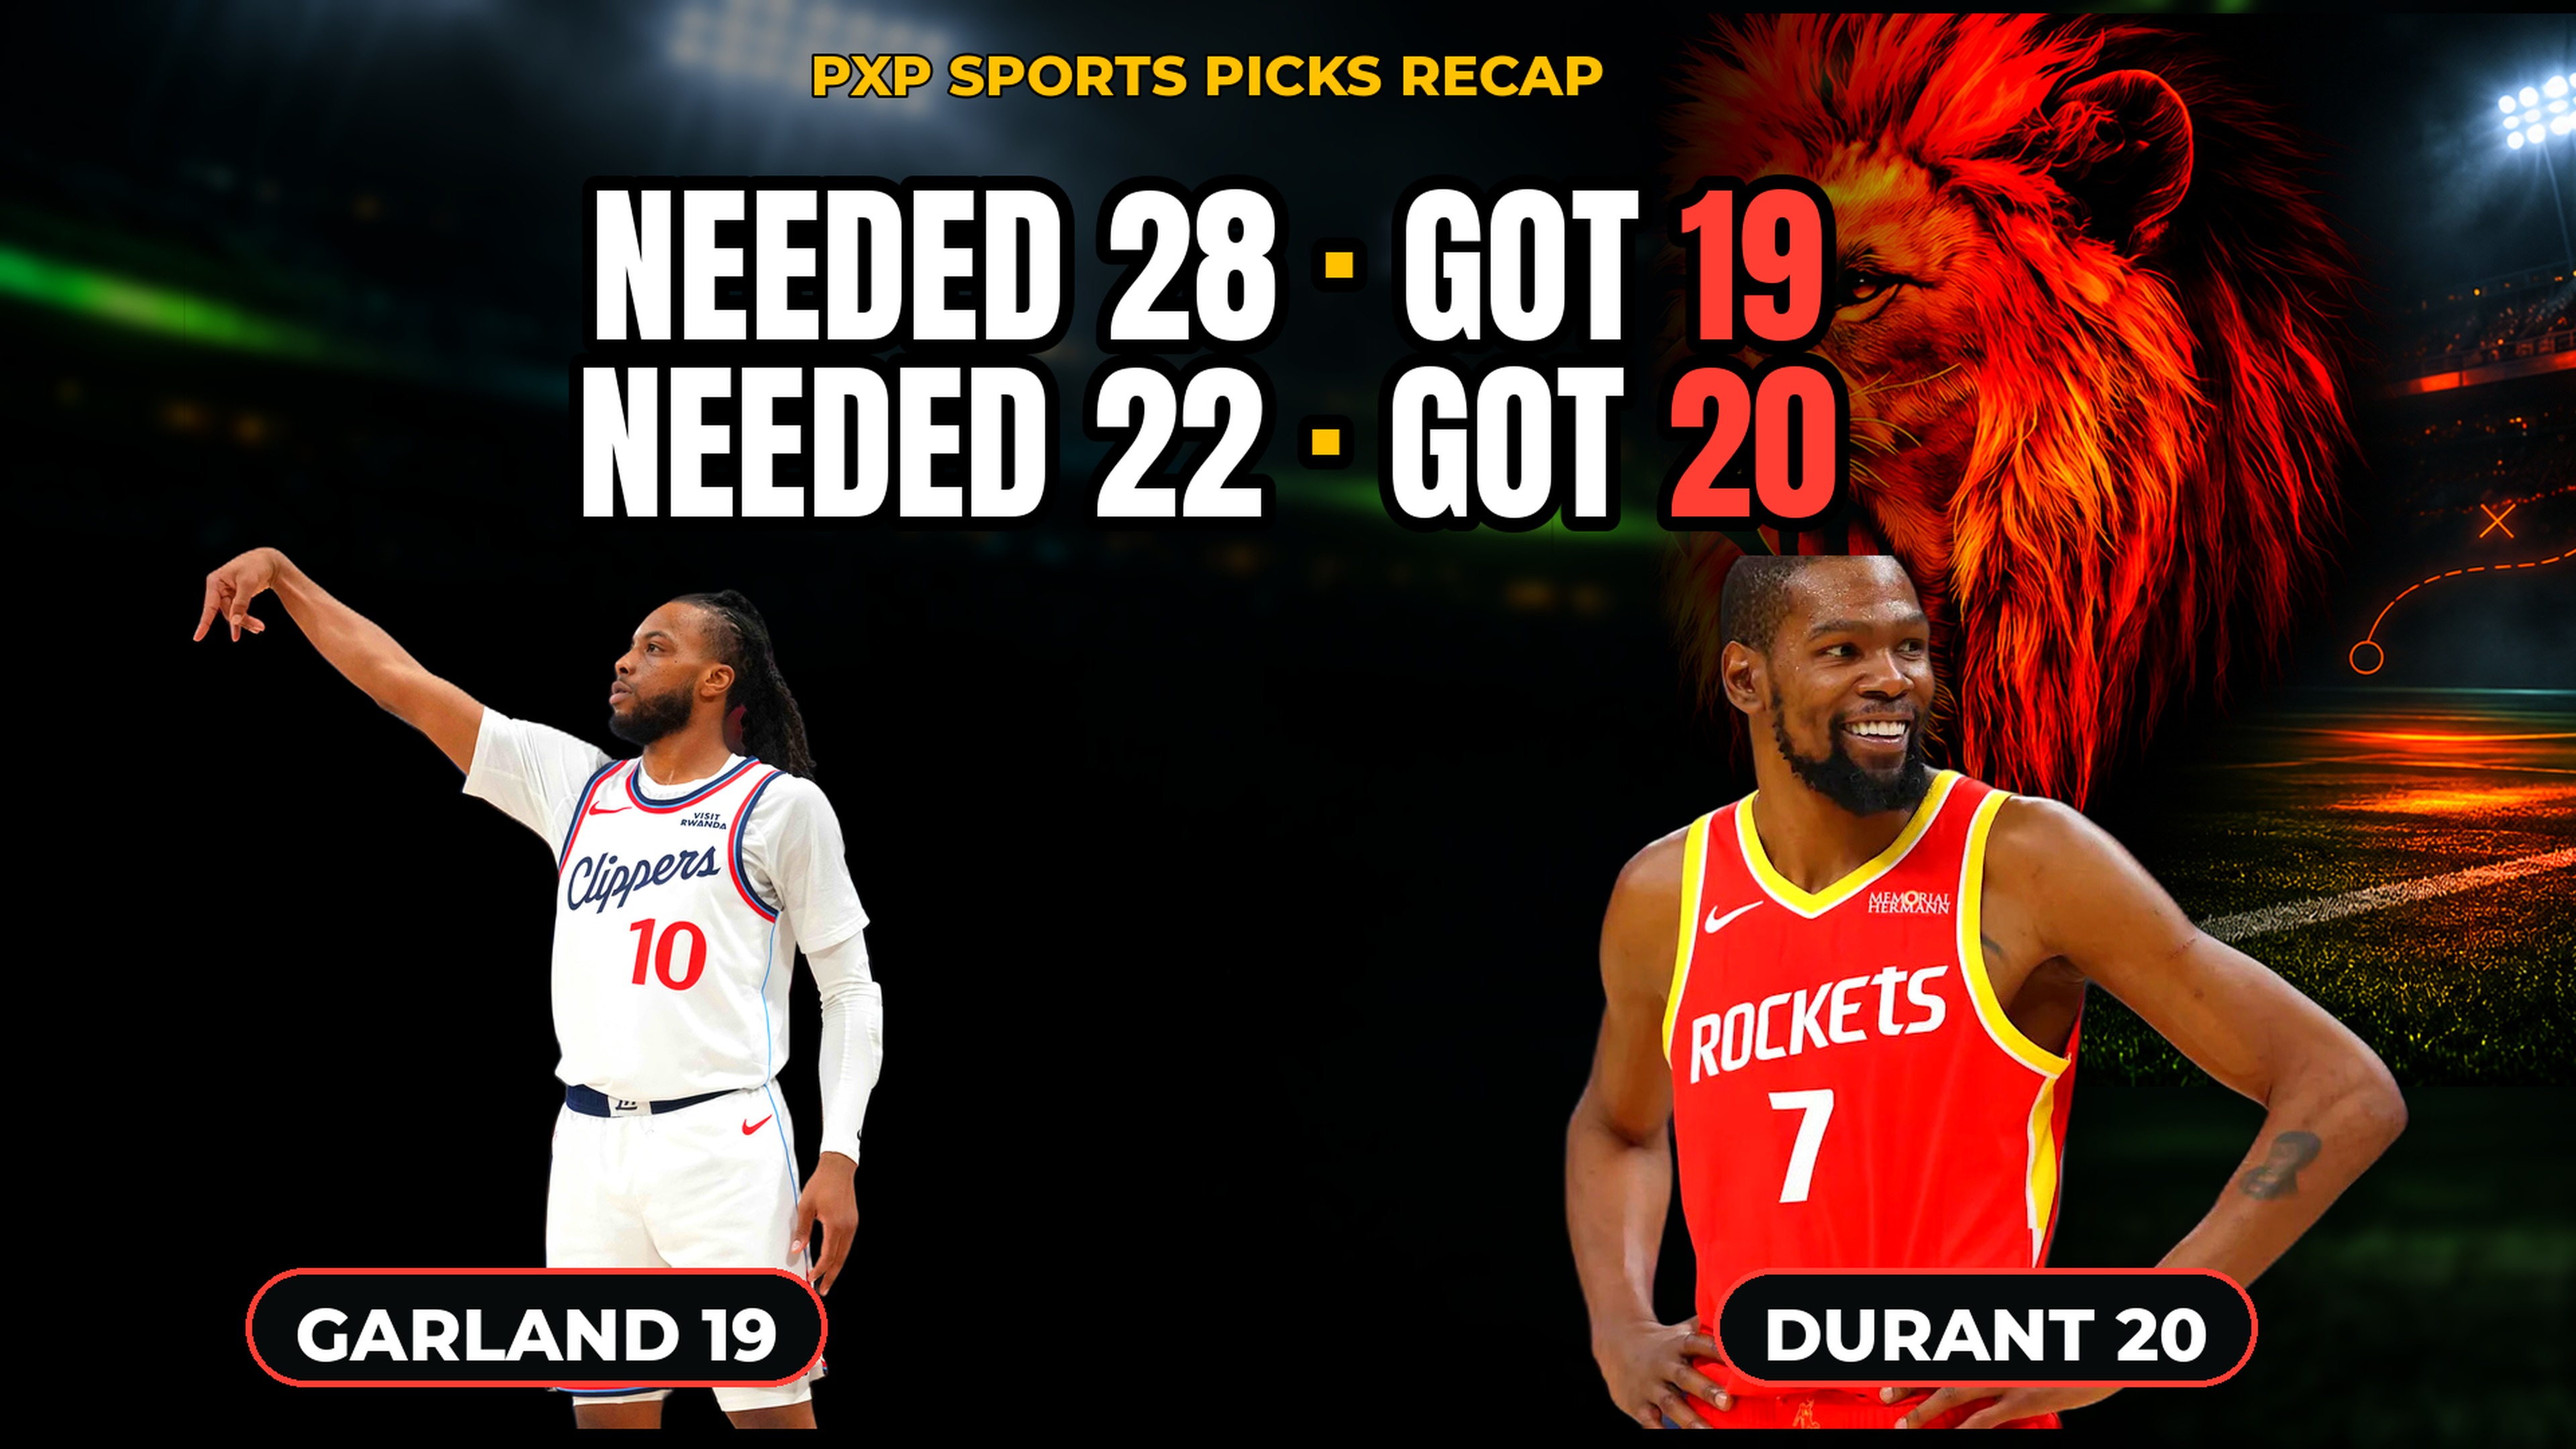 PXP SPORTS PICKS RECAP
NEEDED 28 · GOT 19
NEEDED 22 · GOT 20
VISIT
RWANDA
Clippers
10
MEMORIAL
HERMANN
ROCKETS
7
GARLAND 19
DURANT 20